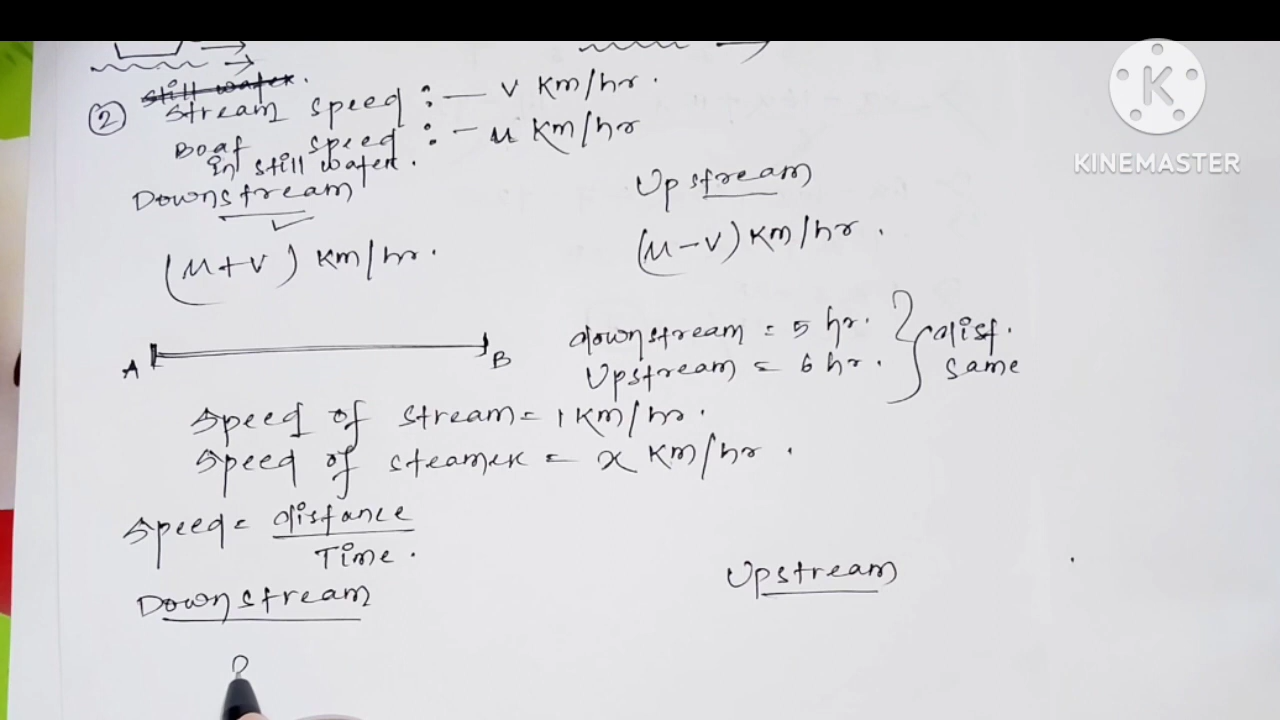 still water.
② Stream speed :— v Km/hr.
Boat speed :— u Km/hr
in still water.
Downstream
Upstream
(u+v) Km/hr.
(u-v) Km/hr.
A B
downstream = 5 hr.
Upstream = 6 hr.
dist.
same
Speed of stream = 1 Km/hr.
Speed of steamer = x Km/hr.
Speed = distance
Time.
Downstream
Upstream
K
KINEMASTER